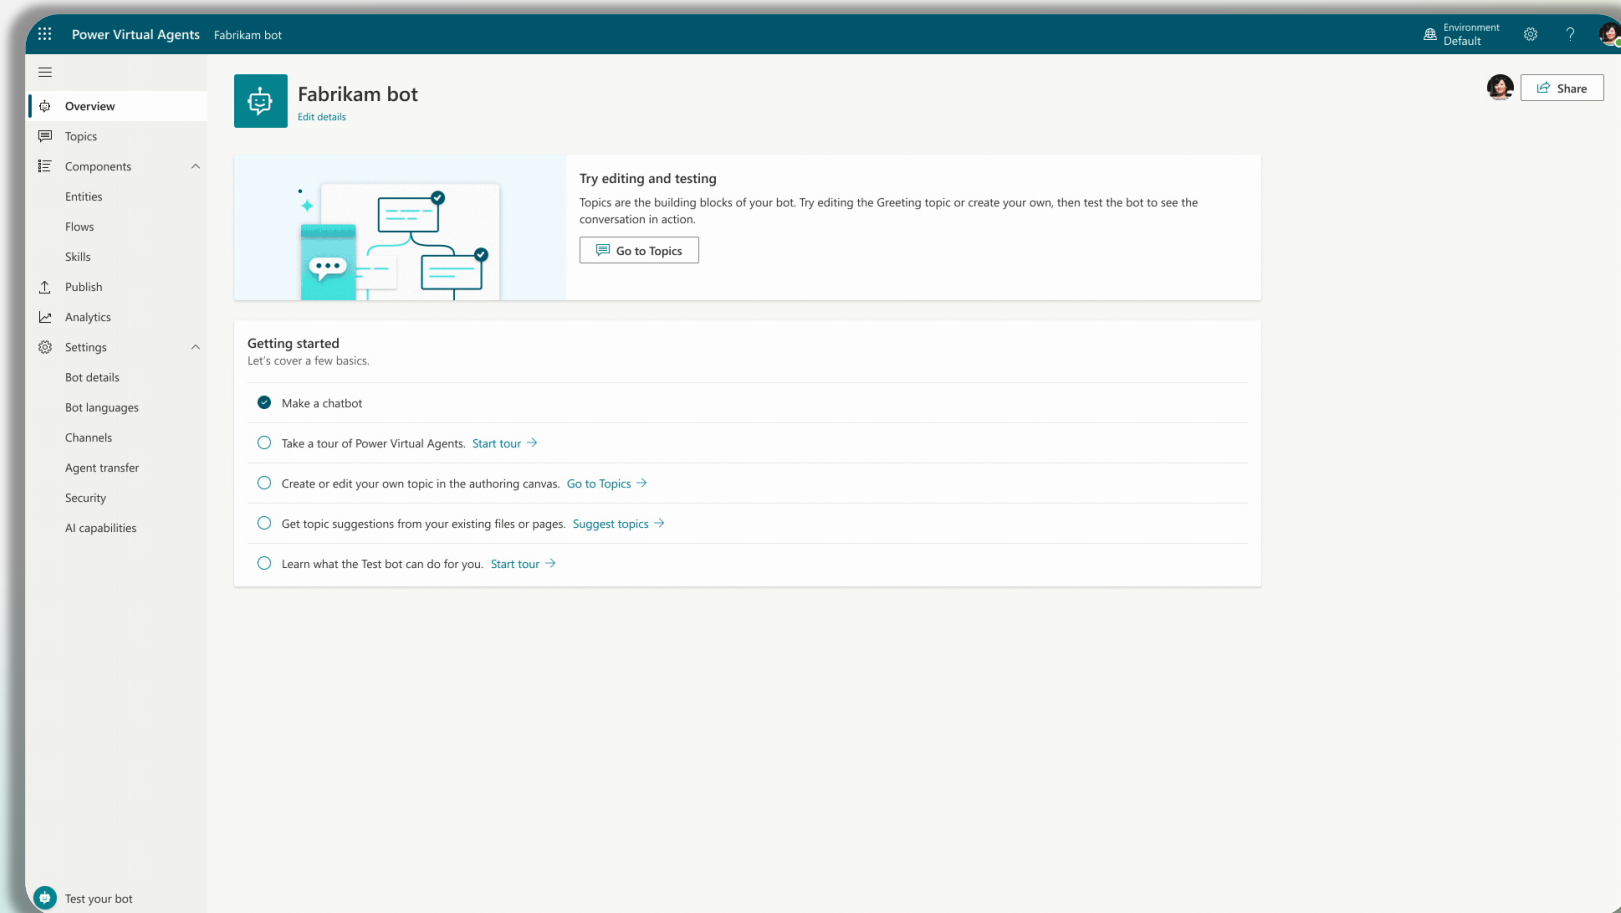 Power Virtual Agents Fabrikam bot
Environment
Default
?
Overview
Topics
Components
Entities
Flows
Skills
Publish
Analytics
Settings
Bot details
Bot languages
Channels
Agent transfer
Security
AI capabilities
Test your bot
Fabrikam bot
Edit details
Share
Try editing and testing
Topics are the building blocks of your bot. Try editing the Greeting topic or create your own, then test the bot to see the
conversation in action.
Go to Topics
Getting started
Let's cover a few basics.
Make a chatbot
Take a tour of Power Virtual Agents. Start tour →
Create or edit your own topic in the authoring canvas. Go to Topics →
Get topic suggestions from your existing files or pages. Suggest topics →
Learn what the Test bot can do for you. Start tour →